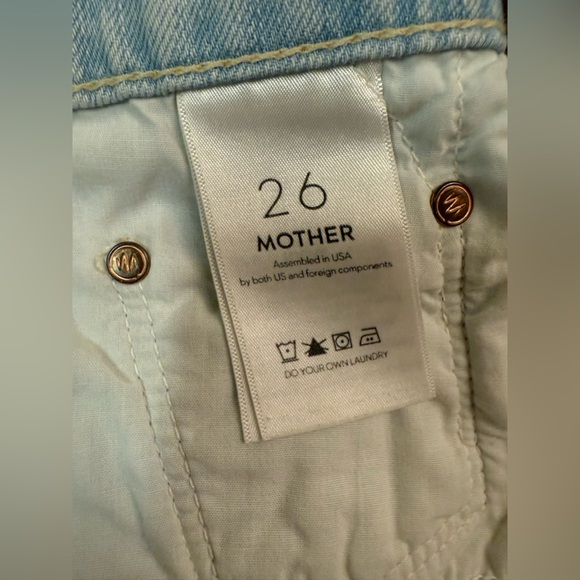 26
MOTHER
Assembled in USA
by both US and foreign components
DO YOUR OWN LAUNDRY